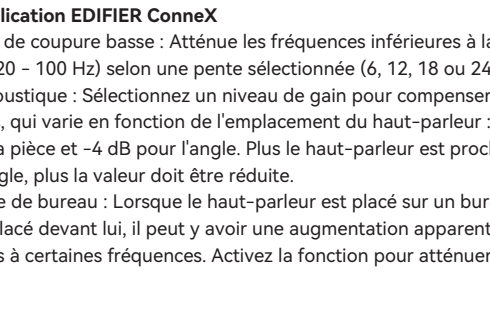 lication EDIFIER ConneX
de coupure basse : Atténue les fréquences inférieures à la
20 - 100 Hz) selon une pente sélectionnée (6, 12, 18 ou 24
oustique : Sélectionnez un niveau de gain pour compenser
, qui varie en fonction de l'emplacement du haut-parleur :
a pièce et -4 dB pour l'angle. Plus le haut-parleur est proc
gle, plus la valeur doit être réduite.
e de bureau : Lorsque le haut-parleur est placé sur un bur
lacé devant lui, il peut y avoir une augmentation apparent
s à certaines fréquences. Activez la fonction pour atténuer